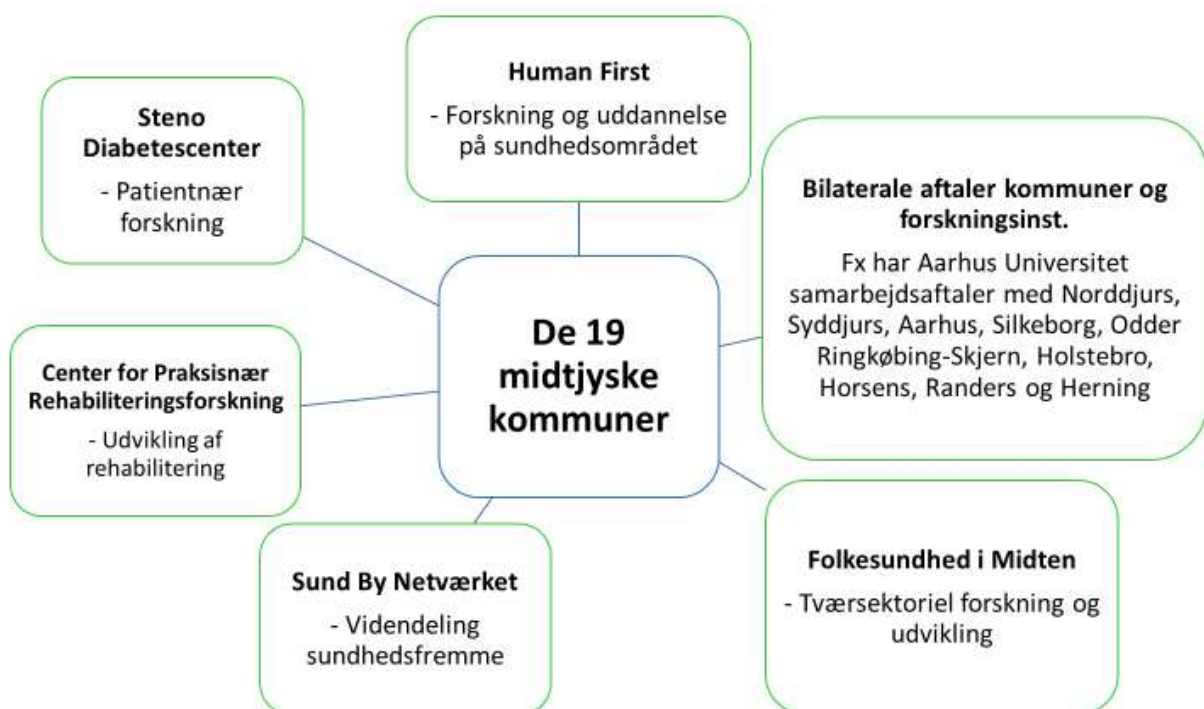 Human First
- Forskning og uddannelse
på sundhedsområdet
Steno
Diabetescenter
- Patientnær
forskning
Bilaterale aftaler kommuner og
forskningsinst.
Fx har Aarhus Universitet
samarbejdsaftaler med Norddjurs,
Syddjurs, Aarhus, Silkeborg, Odder
Ringkøbing-Skjern, Holstebro,
Horsens, Randers og Herning
De 19
midtjyske
kommuner
Center for Praksisnær
Rehabiliteringsforskning
- Udvikling af
rehabilitering
Sund By Netværket
- Videndeling
sundhedsfremme
Folkesundhed i Midten
- Tværsektoriel forskning og
udvikling